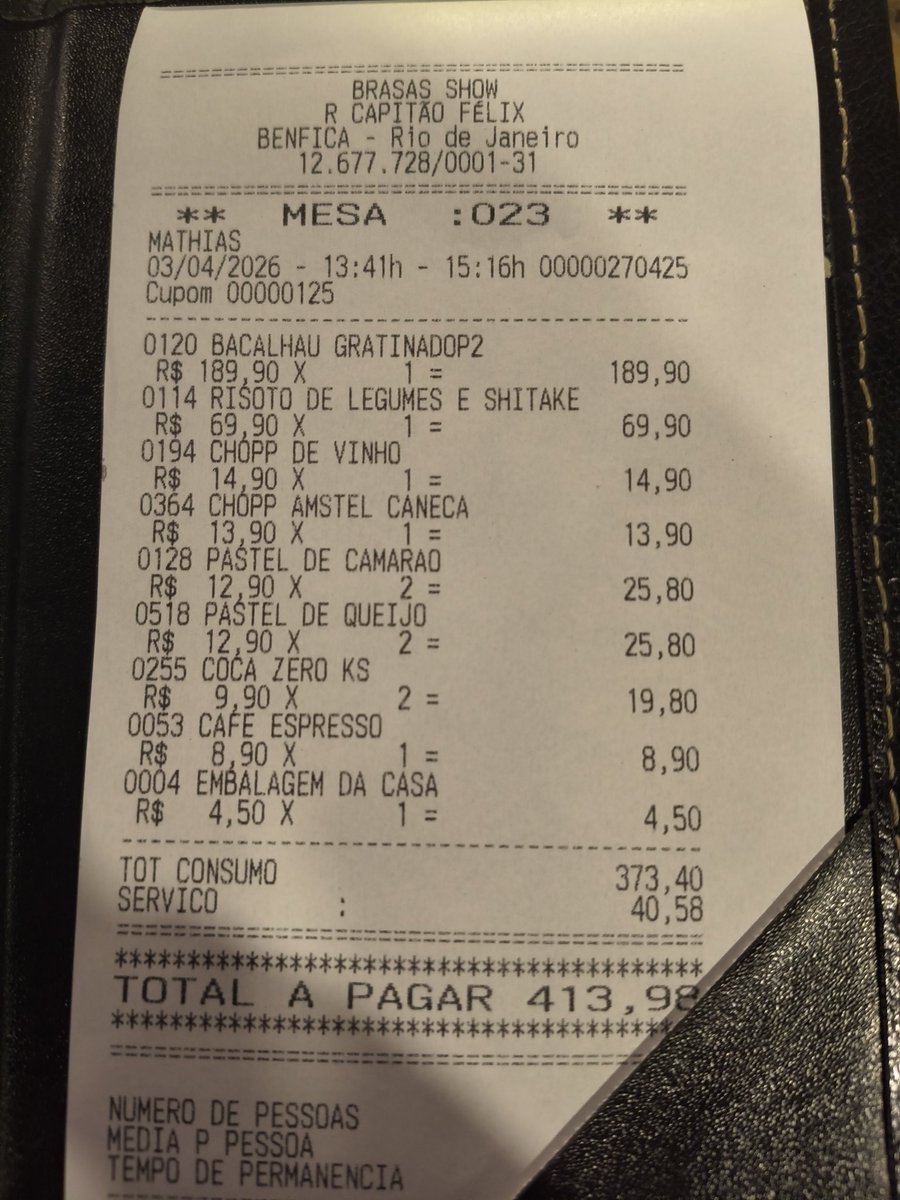 BRASAS SHOW
R CAPITÃO FÉLIX
BENFICA - Rio de Janeiro
12.677.728/0001-31
** MESA :023 **
MATHIAS
03/04/2026 - 13:41h - 15:16h 00000270425
Cupom 00000125
0120 BACALHAU GRATINADOP2
R$ 189,90 X 1 = 189,90
0114 RISOTO DE LEGUMES E SHITAKE
R$ 69,90 X 1 = 69,90
0194 CHOPP DE VINHO
R$ 14,90 X 1 = 14,90
0364 CHOPP AMSTEL CANECA
R$ 13,90 X 1 = 13,90
0128 PASTEL DE CAMARAO
R$ 12,90 X 2 = 25,80
0518 PASTEL DE QUEIJO
R$ 12,90 X 2 = 25,80
0255 COCA ZERO KS
R$ 9,90 X 2 = 19,80
0053 CAFE ESPRESSO
R$ 8,90 X 1 = 8,90
0004 EMBALAGEM DA CASA
R$ 4,50 X 1 = 4,50
TOT CONSUMO 373,40
SERVICO : 40,58
TOTAL A PAGAR 413,98
NUMERO DE PESSOAS
MEDIA P PESSOA
TEMPO DE PERMANENCIA